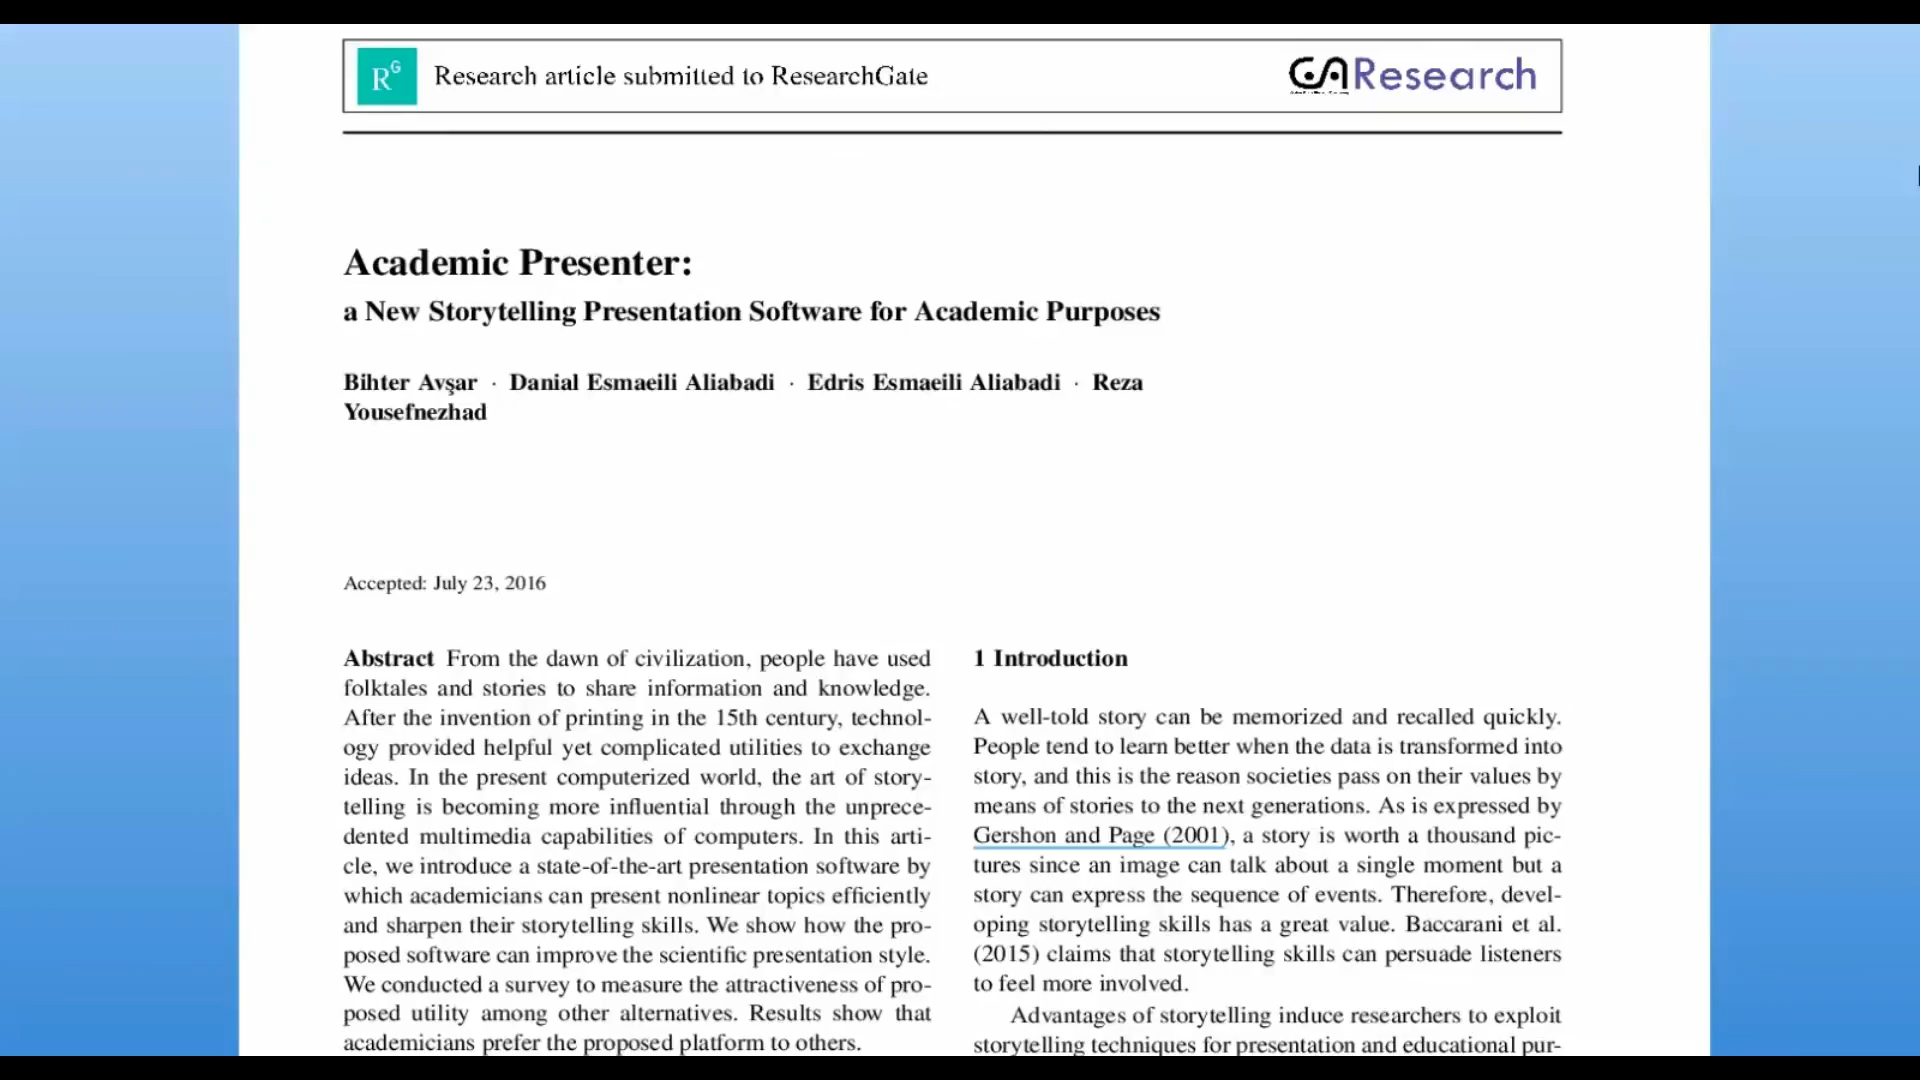 RG Research article submitted to ResearchGate
CAResearch
Academic Presenter:
a New Storytelling Presentation Software for Academic Purposes
Bihter Avşar · Danial Esmaeili Aliabadi · Edris Esmaeili Aliabadi · Reza
Yousefnezhad
Accepted: July 23, 2016
Abstract From the dawn of civilization, people have used
folktales and stories to share information and knowledge.
After the invention of printing in the 15th century, technol-
ogy provided helpful yet complicated utilities to exchange
ideas. In the present computerized world, the art of story-
telling is becoming more influential through the unprece-
dented multimedia capabilities of computers. In this arti-
cle, we introduce a state-of-the-art presentation software by
which academicians can present nonlinear topics efficiently
and sharpen their storytelling skills. We show how the pro-
posed software can improve the scientific presentation style.
We conducted a survey to measure the attractiveness of pro-
posed utility among other alternatives. Results show that
academicians prefer the proposed platform to others.
1 Introduction
A well-told story can be memorized and recalled quickly.
People tend to learn better when the data is transformed into
story, and this is the reason societies pass on their values by
means of stories to the next generations. As is expressed by
Gershon and Page (2001), a story is worth a thousand pic-
tures since an image can talk about a single moment but a
story can express the sequence of events. Therefore, devel-
oping storytelling skills has a great value. Baccarani et al.
(2015) claims that storytelling skills can persuade listeners
to feel more involved.
Advantages of storytelling induce researchers to exploit
storytelling techniques for presentation and educational pur-